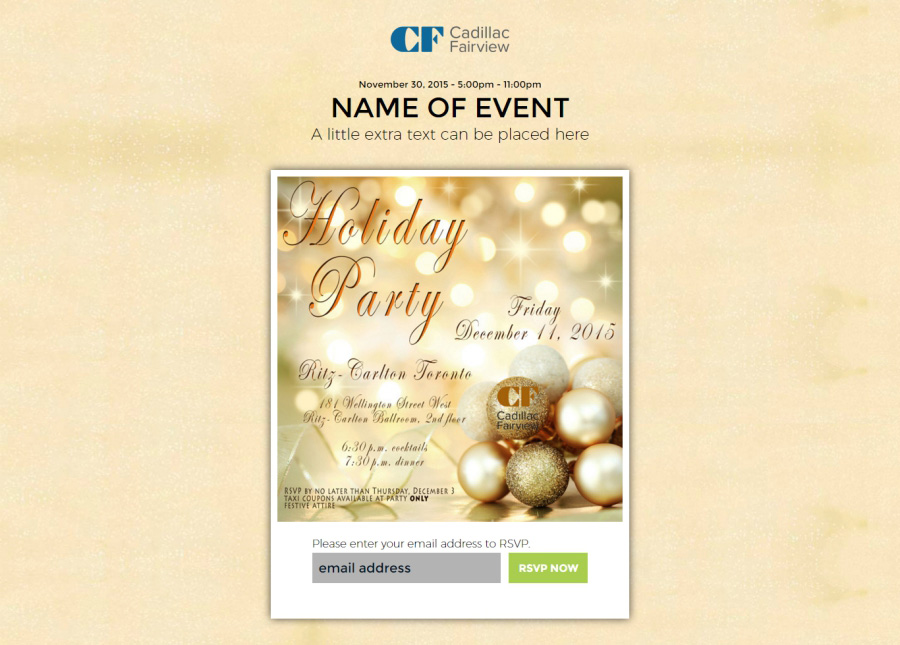 CF Cadillac
Fairview
November 30, 2015 - 5:00pm - 11:00pm
NAME OF EVENT
A little extra text can be placed here
Holiday
Party
Friday
December 11, 2015
Ritz-Carlton Toronto
181 Wellington Street West
Ritz-Carlton Ballroom, 2nd floor
CF
Cadillac
Fairview
6:30 p.m. cocktails
7:30 p.m. dinner
RSVP by no later than Thursday, December 3
taxi coupons available at party ONLY
festive attire
Please enter your email address to RSVP.
email address RSVP NOW